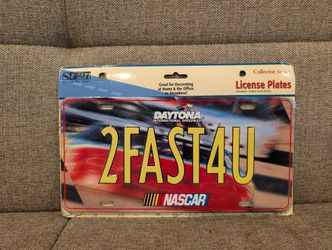 Great for Decorating
at Home & the Office,
or Anywhere!
Collector Series
License Plates
DAYTONA
INTERNATIONAL SPEEDWAY
2FAST4U
NASCAR